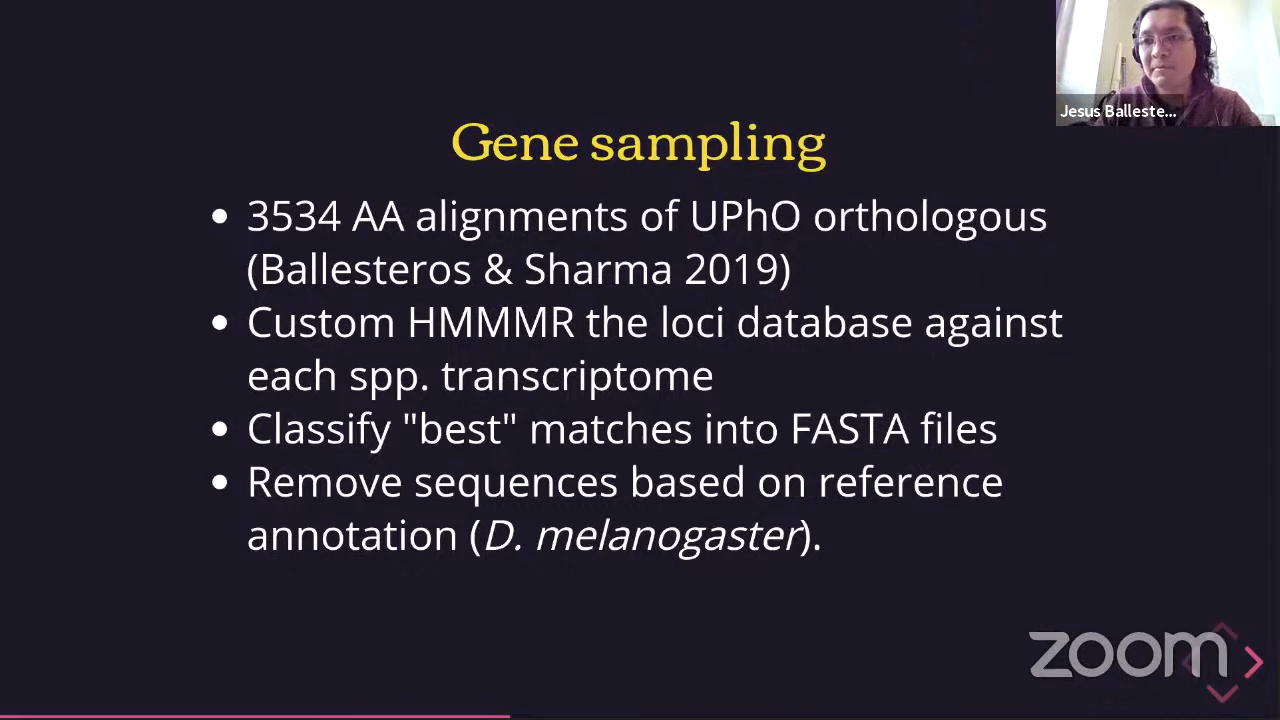 Jesus Balleste...
Gene sampling
• 3534 AA alignments of UPhO orthologous
(Ballesteros & Sharma 2019)
• Custom HMMMR the loci database against
each spp. transcriptome
• Classify "best" matches into FASTA files
• Remove sequences based on reference
annotation (D. melanogaster).
zoom